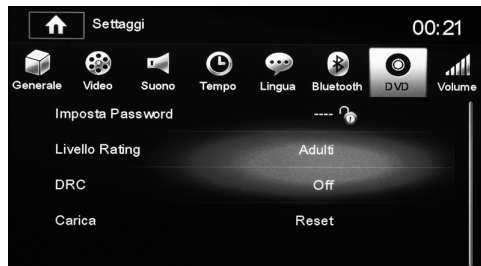 Settaggi 00:21
Generale Video Suono Tempo Lingua Bluetooth DVD Volume
Imposta Password ----
Livello Rating Adulti
DRC Off
Carica Reset